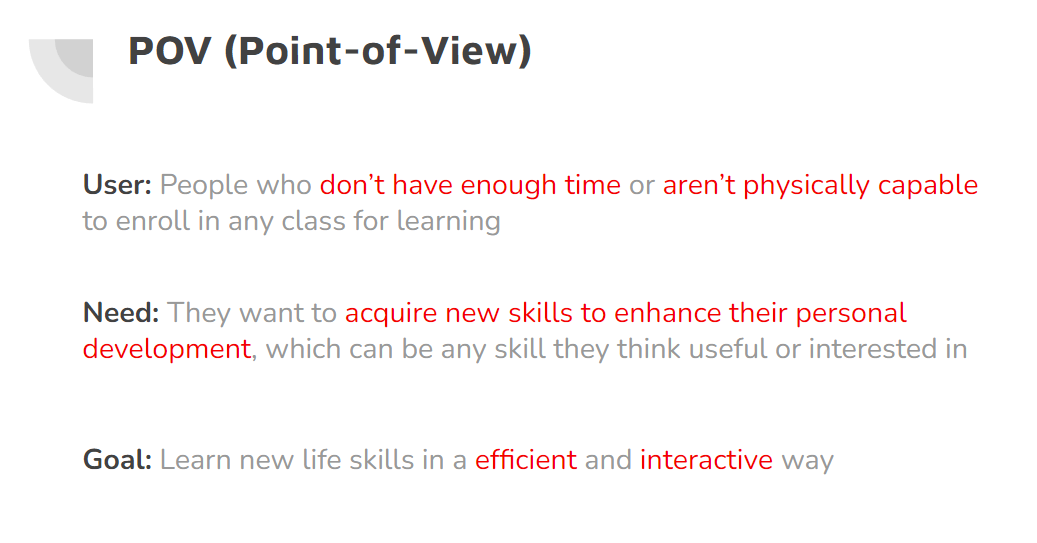 POV (Point-of-View)
User: People who don’t have enough time or aren’t physically capable
to enroll in any class for learning
Need: They want to acquire new skills to enhance their personal
development, which can be any skill they think useful or interested in
Goal: Learn new life skills in a efficient and interactive way